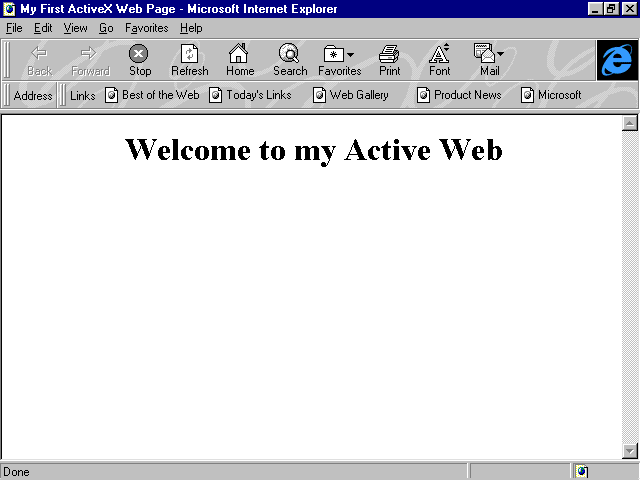 My First ActiveX Web Page - Microsoft Internet Explorer
File Edit View Go Favorites Help
Back Forward Stop Refresh Home Search Favorites Print Font Mail
Address Links Best of the Web Today's Links Web Gallery Product News Microsoft
Welcome to my Active Web
Done